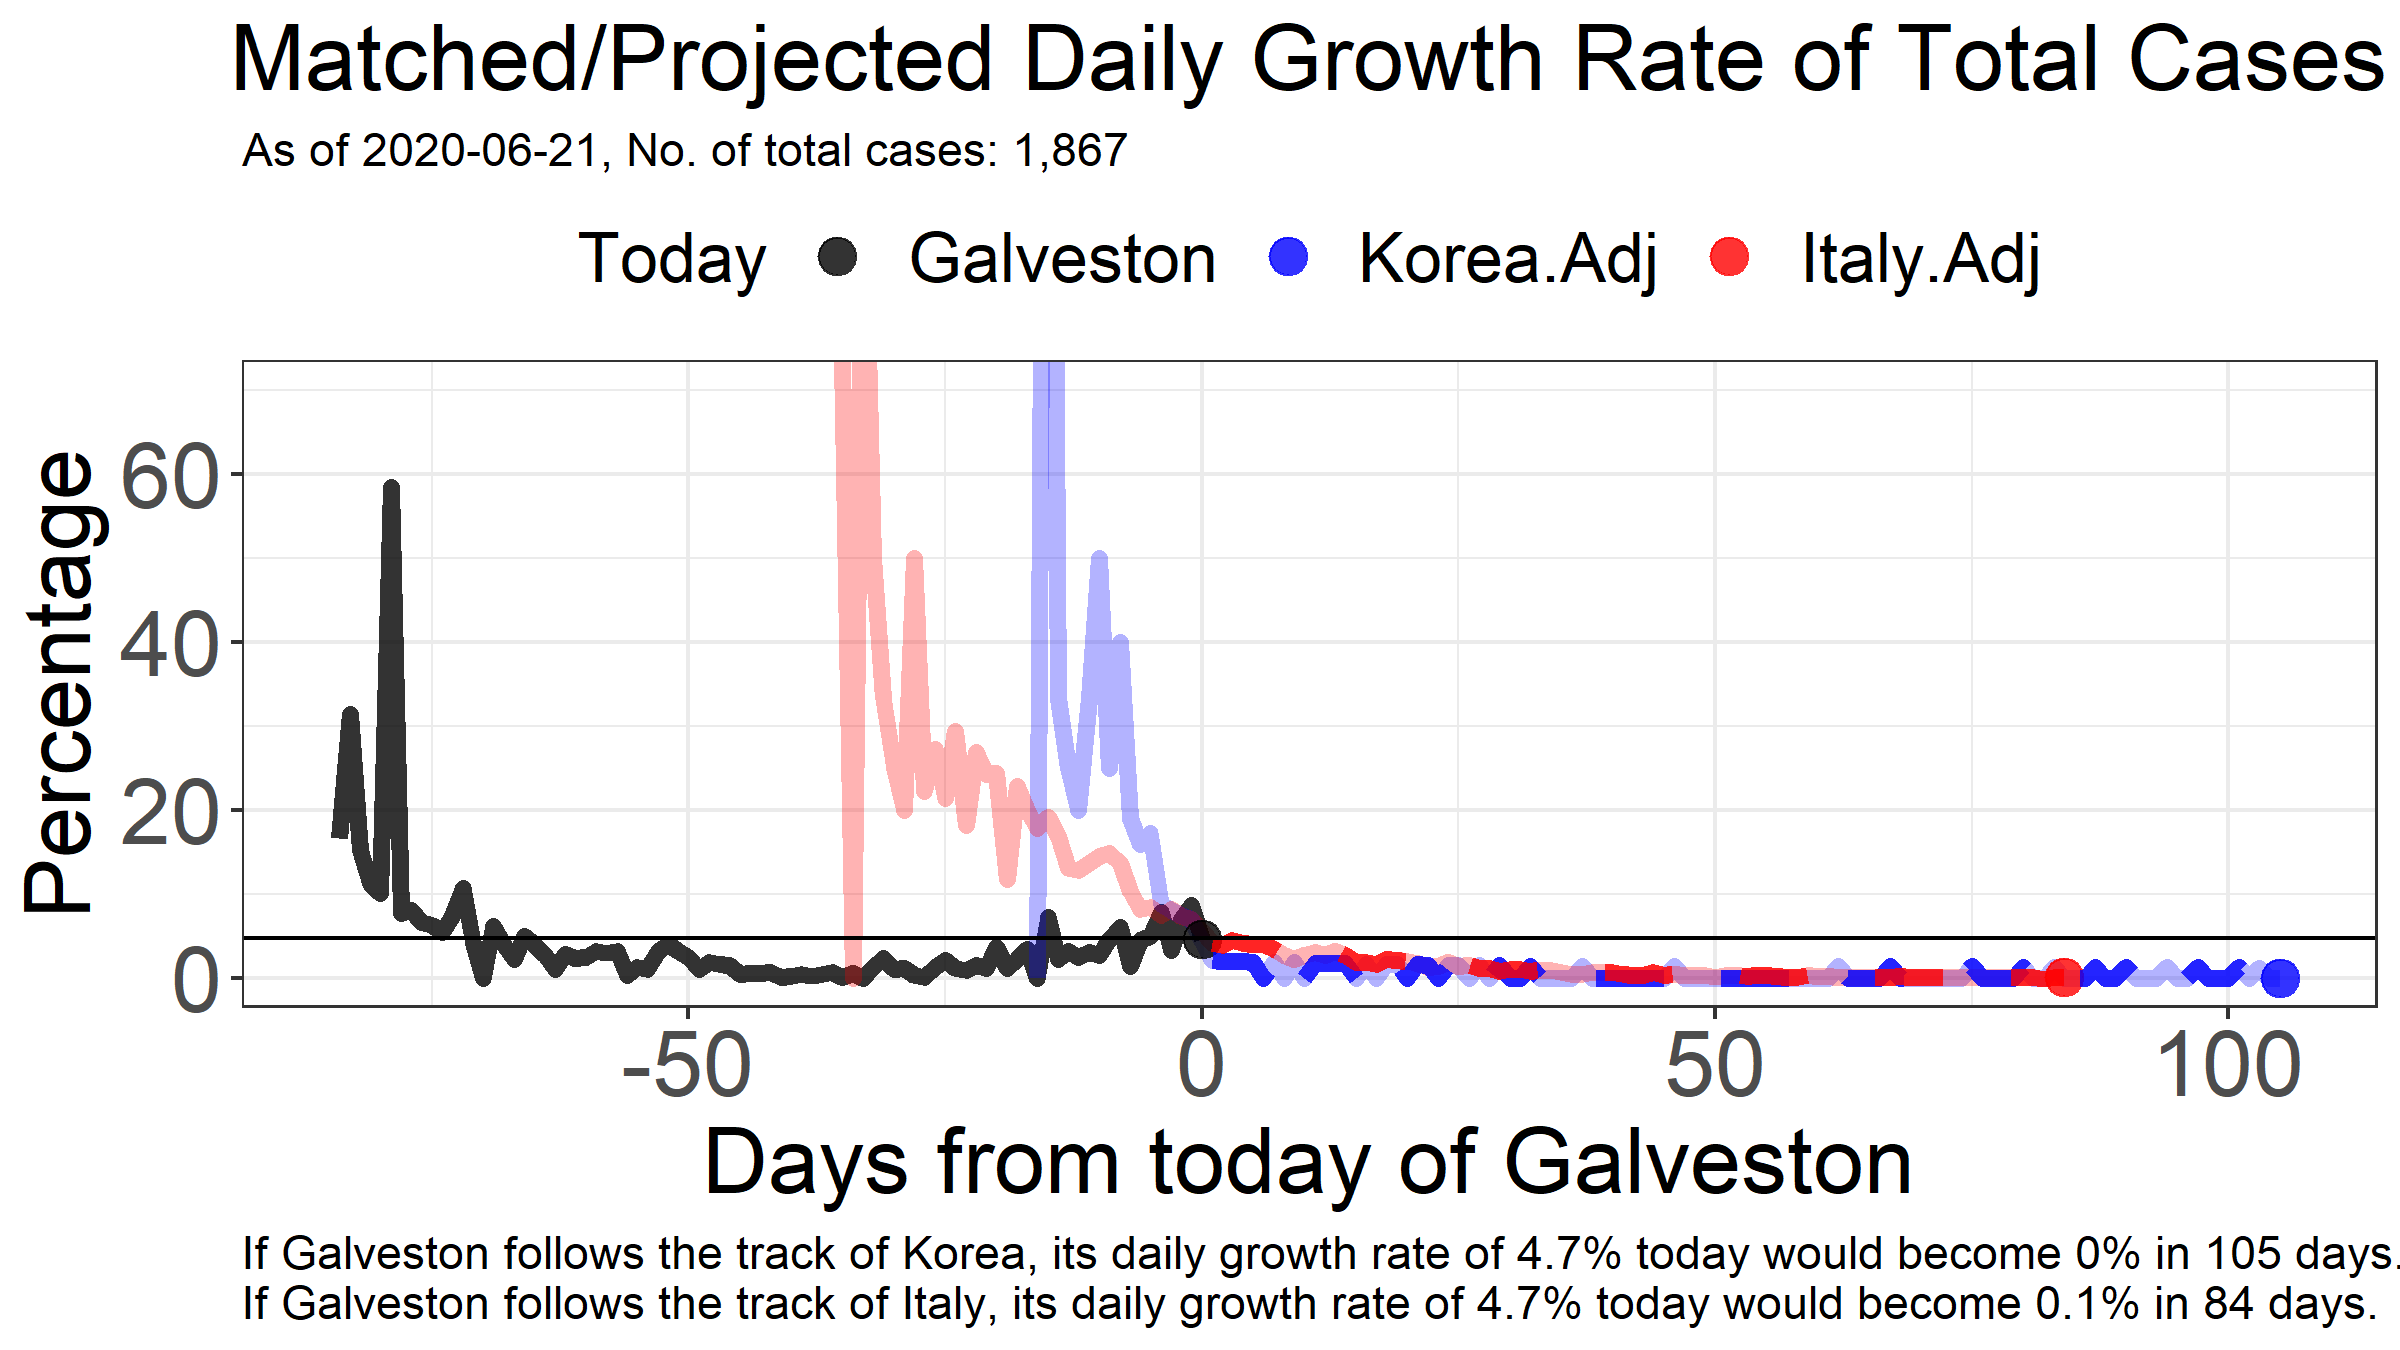 Matched/Projected Daily Growth Rate of Total Cases
As of 2020-06-21, No. of total cases: 1,867
Today Galveston Korea.Adj Italy.Adj
Percentage
60
40
20
0
-50 0 50 100
Days from today of Galveston
If Galveston follows the track of Korea, its daily growth rate of 4.7% today would become 0% in 105 days.
If Galveston follows the track of Italy, its daily growth rate of 4.7% today would become 0.1% in 84 days.